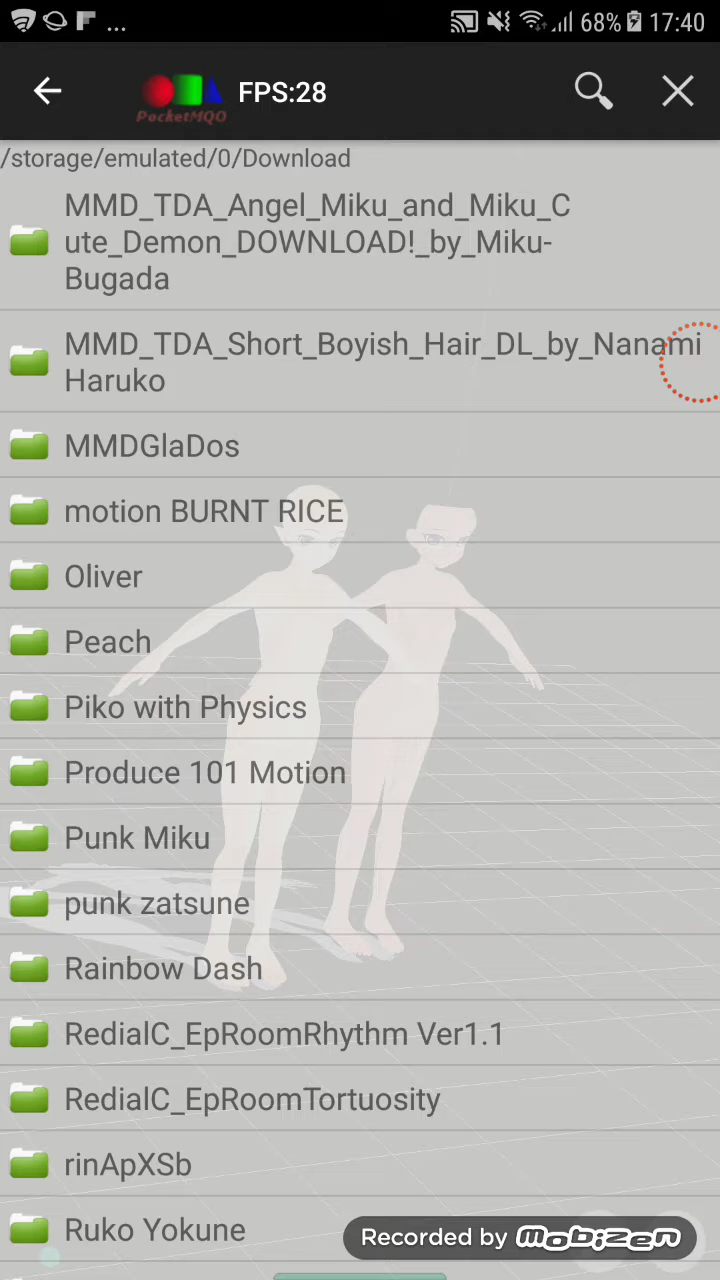 ... 68% 17:40
PocketMQO FPS:28
/storage/emulated/0/Download
MMD_TDA_Angel_Miku_and_Miku_C
ute_Demon_DOWNLOAD!_by_Miku-
Bugada
MMD_TDA_Short_Boyish_Hair_DL_by_Nanami
Haruko
MMDGlaDos
motion BURNT RICE
Oliver
Peach
Piko with Physics
Produce 101 Motion
Punk Miku
punk zatsune
Rainbow Dash
RedialC_EpRoomRhythm Ver1.1
RedialC_EpRoomTortuosity
rinApXSb
Ruko Yokune
Recorded by mobizen